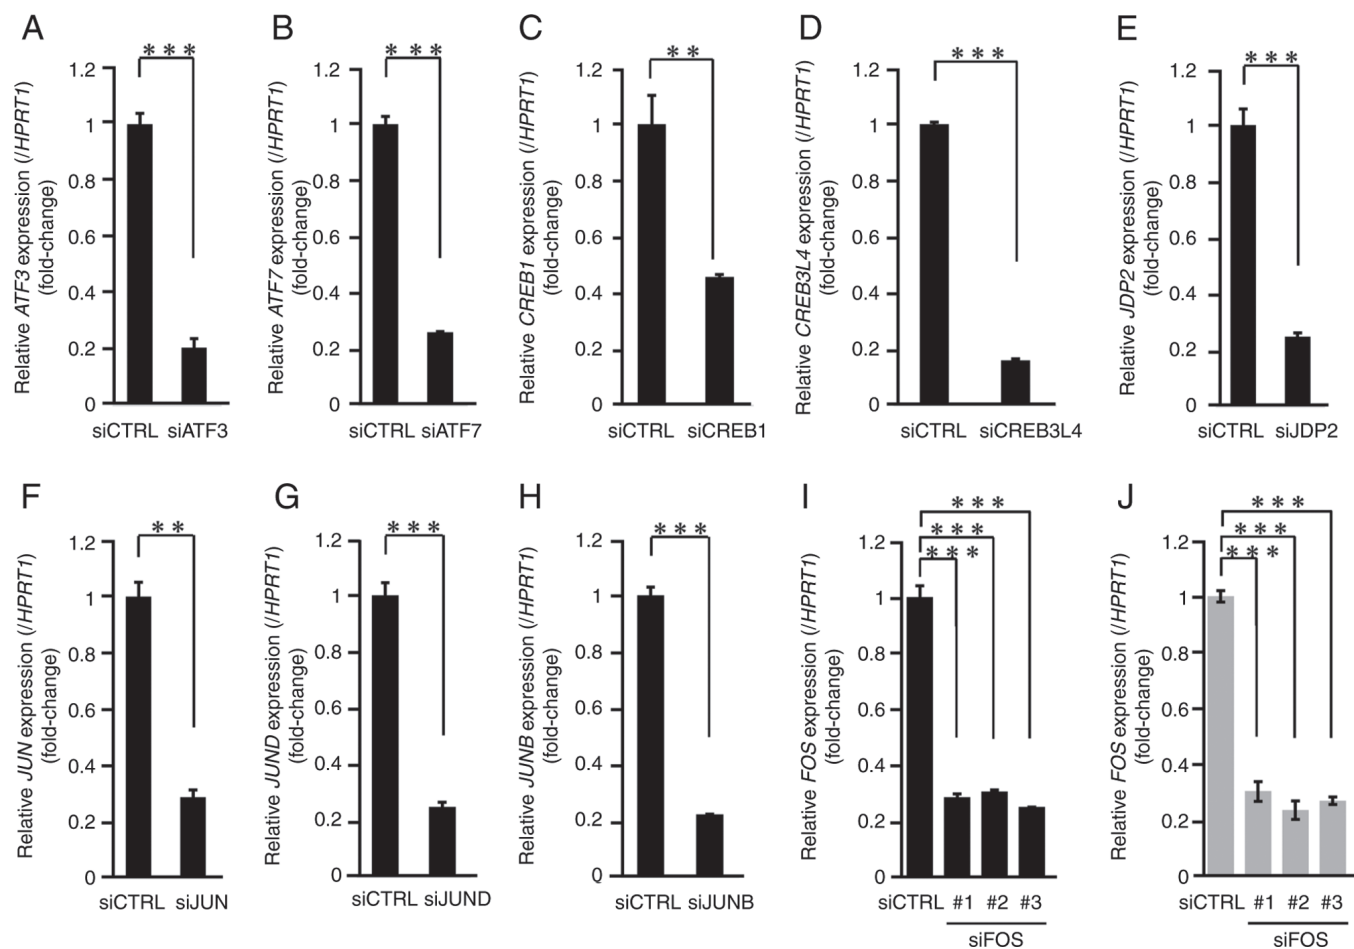 A
Relative ATF3 expression (/HPRT1)
(fold-change)
***
1.2
1
0.8
0.6
0.4
0.2
0
siCTRL siATF3
B
Relative ATF7 expression (/HPRT1)
(fold-change)
* **
1.2
1
0.8
0.6
0.4
0.2
0
siCTRL siATF7
C
Relative CREB1 expression (/HPRT1)
(fold-change)
**
1.2
1
0.8
0.6
0.4
0.2
0
siCTRL siCREB1
D
Relative CREB3L4 expression (/HPRT1)
(fold-change)
***
1.2
1
0.8
0.6
0.4
0.2
0
siCTRL siCREB3L4
E
Relative JDP2 expression (/HPRT1)
(fold-change)
***
1.2
1
0.8
0.6
0.4
0.2
0
siCTRL siJDP2
F
Relative JUN expression (/HPRT1)
(fold-change)
**
1.2
1
0.8
0.6
0.4
0.2
0
siCTRL siJUN
G
Relative JUND expression (/HPRT1)
(fold-change)
***
1.2
1
0.8
0.6
0.4
0.2
0
siCTRL siJUND
H
Relative JUNB expression (/HPRT1)
(fold-change)
***
1.2
1
0.8
0.6
0.4
0.2
0
siCTRL siJUNB
I
Relative FOS expression (/HPRT1)
(fold-change)
***
***
***
1.2
1
0.8
0.6
0.4
0.2
0
siCTRL #1 #2 #3
siFOS
J
Relative FOS expression (/HPRT1)
(fold-change)
***
***
***
1.2
1
0.8
0.6
0.4
0.2
0
siCTRL #1 #2 #3
siFOS